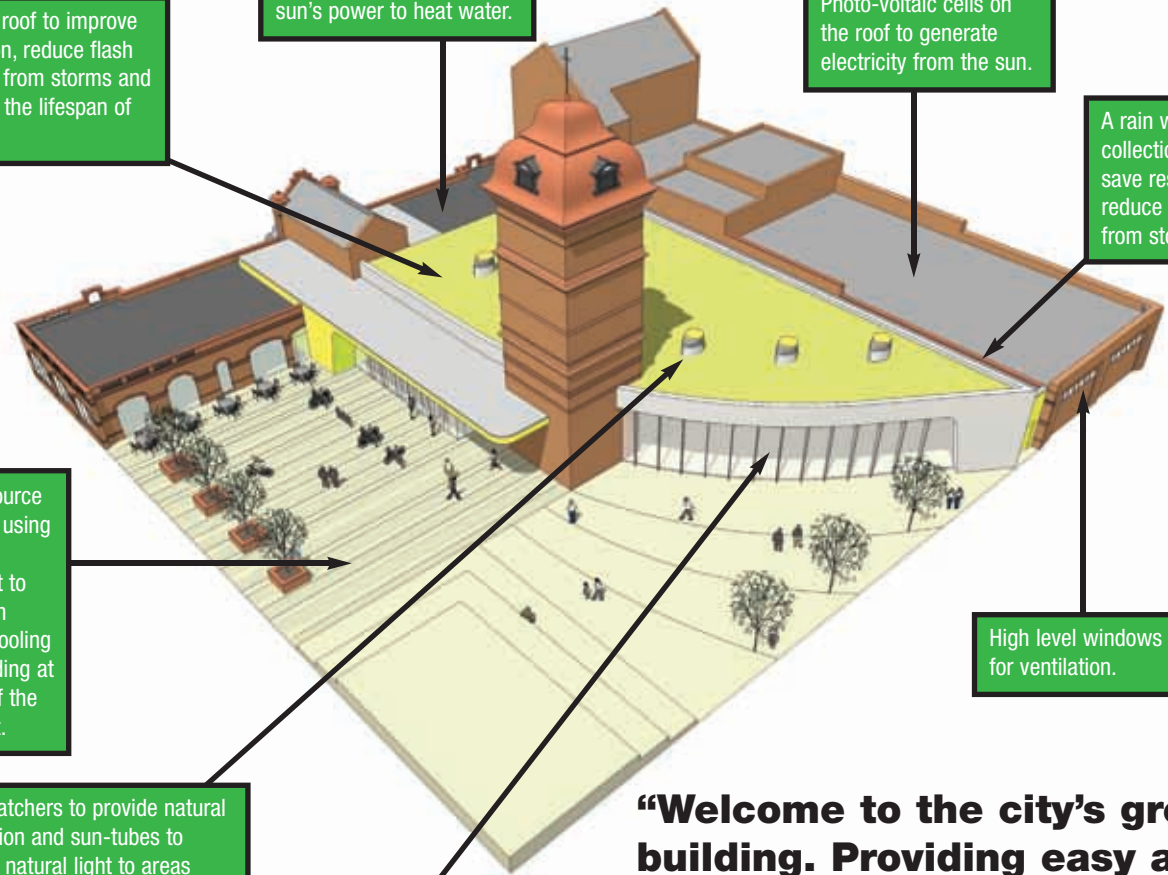 roof to improve
n, reduce flash
from storms and
the lifespan of
sun's power to heat water.
Photo-voltaic cells on
the roof to generate
electricity from the sun.
A rain w
collectio
save res
reduce
from sto
ource
using
t to
n
ooling
ding at
f the
t.
High level windows
for ventilation.
atchers to provide natural
ion and sun-tubes to
natural light to areas
“Welcome to the city’s gre
building. Providing easy a